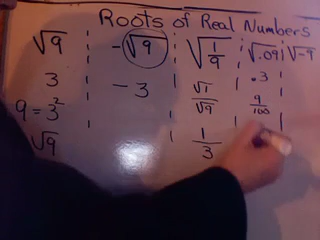 Roots of Real Numbers
√9 -√9 √(1/9) √.09 √-9
3 -3 √1/√9 .3
9 = 3² 9/100
√9 1/3